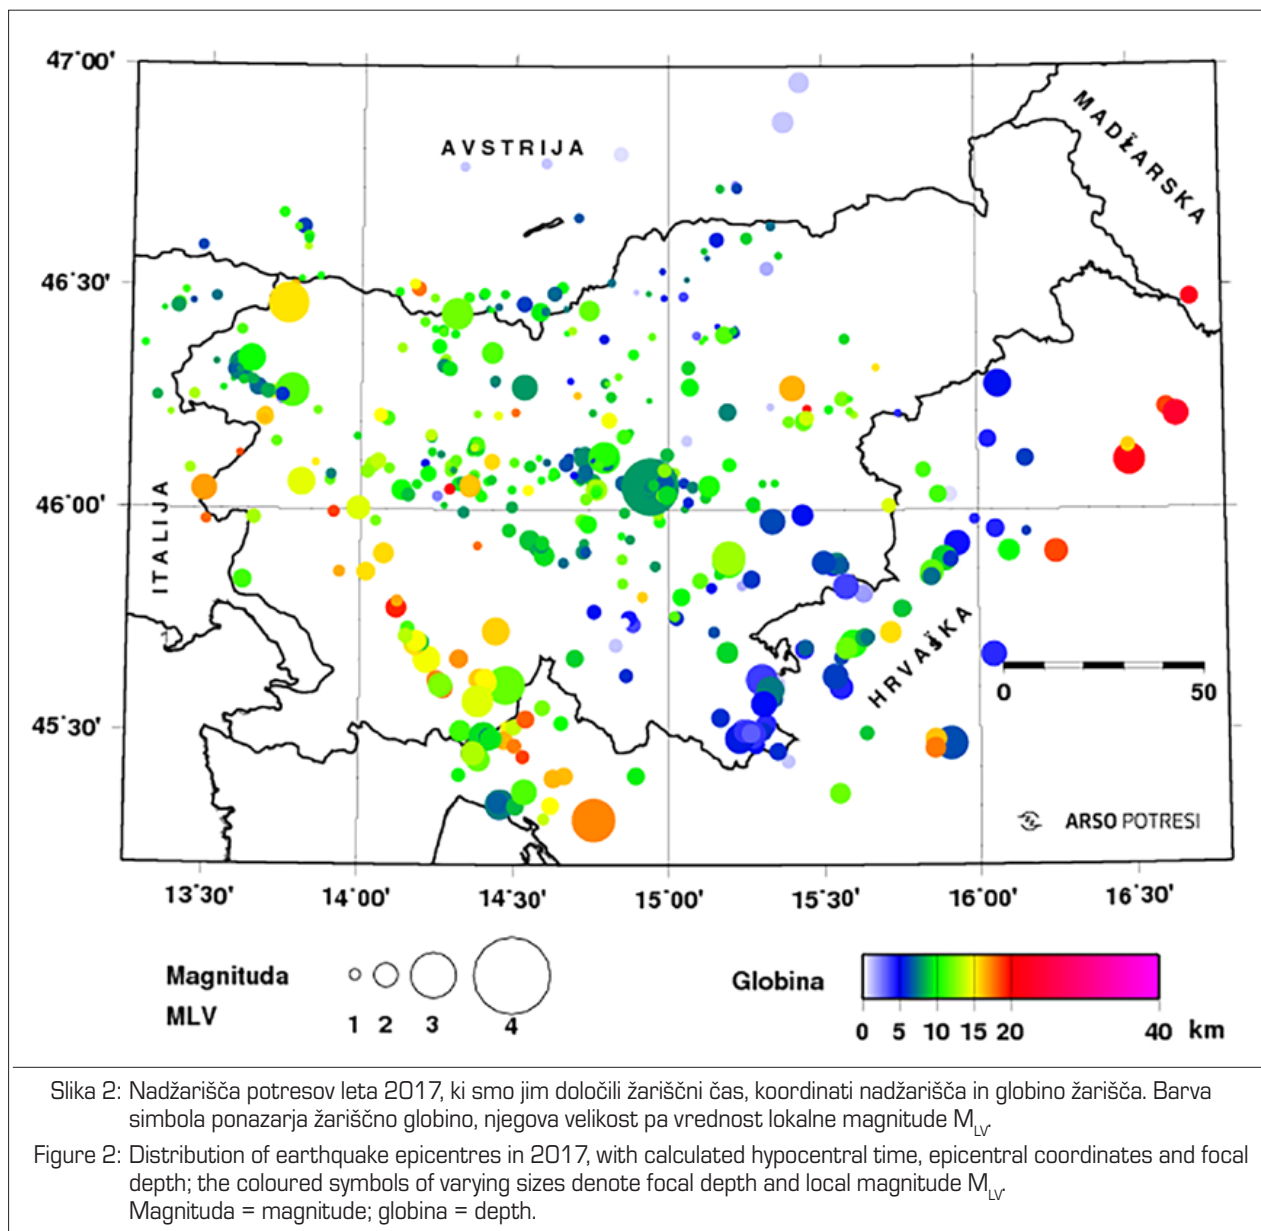 47°00'
MADŽARSKA
AVSTRIJA
46°30'
46°00'
ITALIJA
HRVAŠKA
0 50
45°30'
ARSO POTRESI
13°30' 14°00' 14°30' 15°00' 15°30' 16°00' 16°30'
Magnituda
MLV
1 2 3 4
Globina
0 5 10 15 20 40 km
Slika 2: Nadžarišča potresov leta 2017, ki smo jim določili žariščni čas, koordinati nadžarišča in globino žarišča. Barva
simbola ponazarja žariščno globino, njegova velikost pa vrednost lokalne magnitude MLV.
Figure 2: Distribution of earthquake epicentres in 2017, with calculated hypocentral time, epicentral coordinates and focal
depth; the coloured symbols of varying sizes denote focal depth and local magnitude MLV.
Magnituda = magnitude; globina = depth.